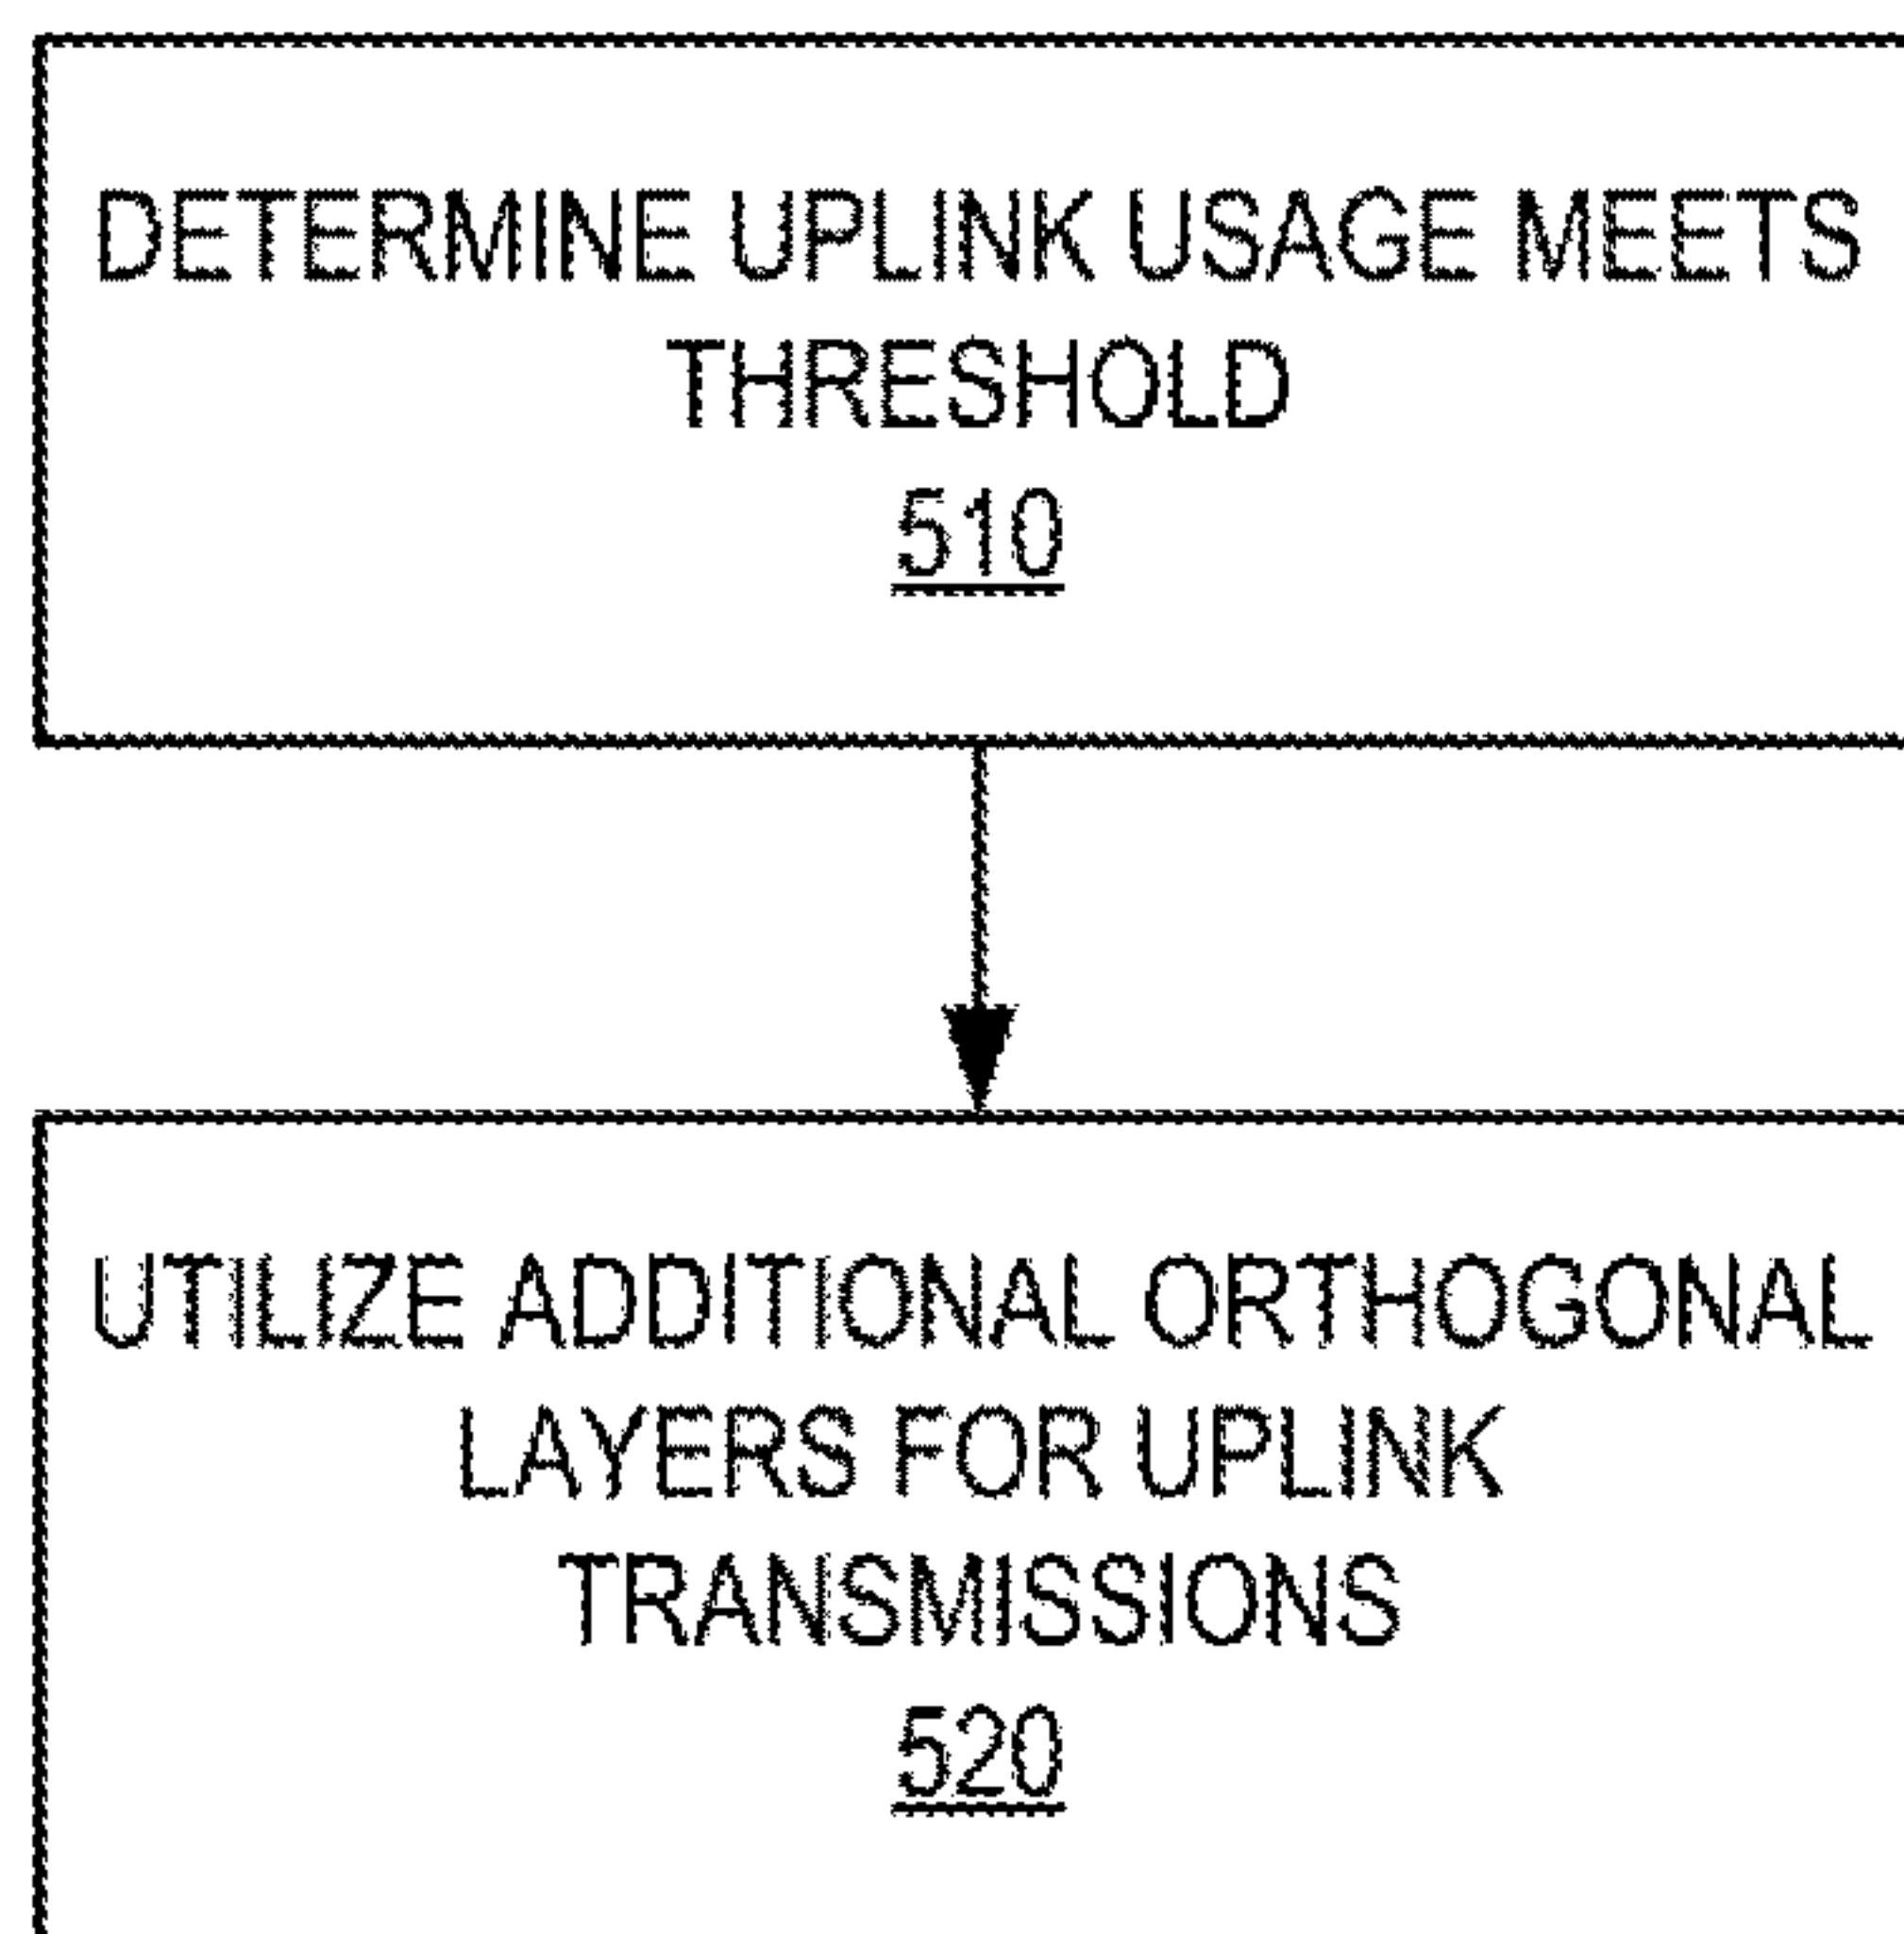 DETERMINE UPLINK USAGE MEETS
THRESHOLD
510
UTILIZE ADDITIONAL ORTHOGONAL
LAYERS FOR UPLINK
TRANSMISSIONS
520